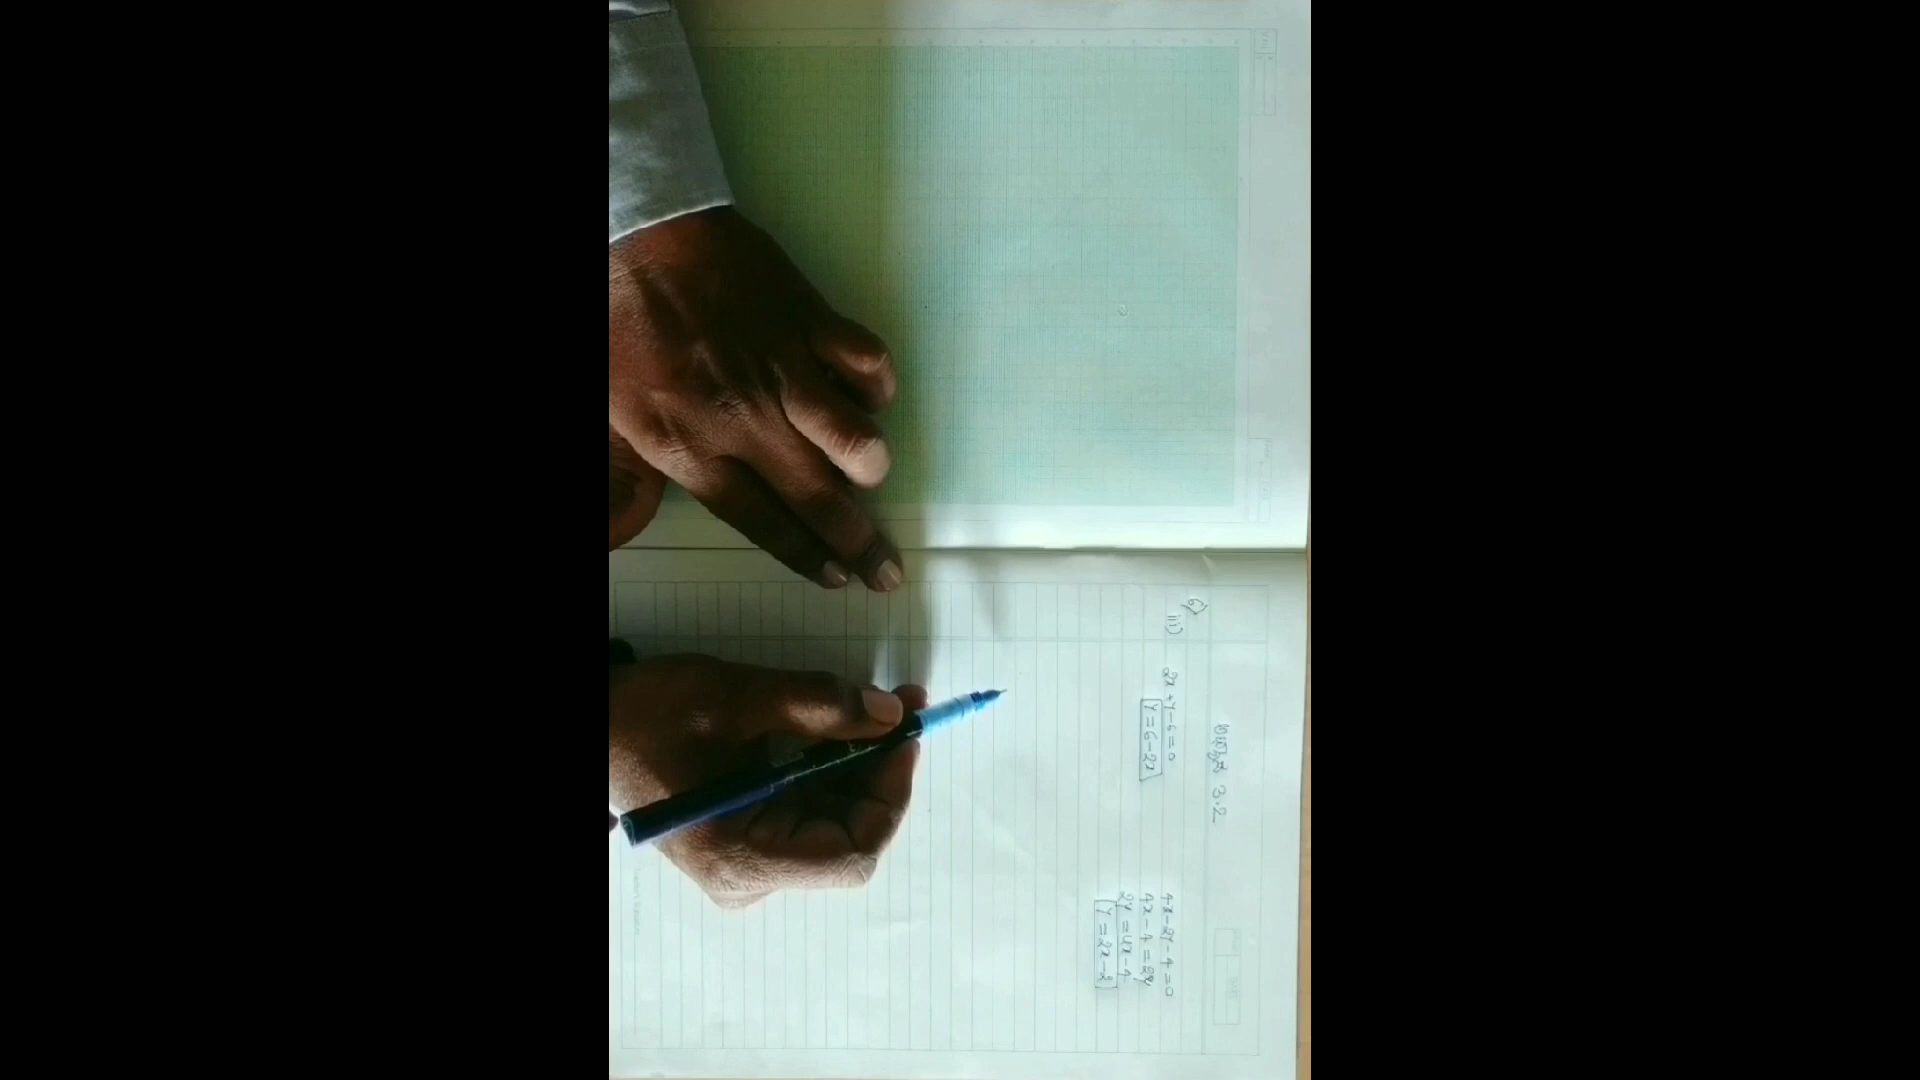 3.2
6)
iii) 2x+y-6=0
y=6-2x
4x-2y-4=0
4x-4=2y
2y=4x-4
y=2x-2